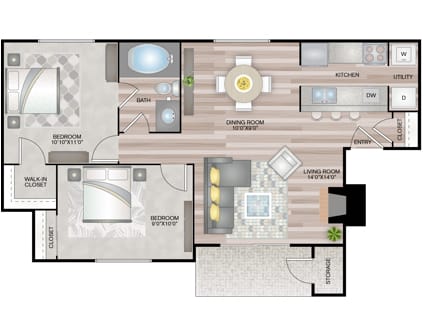 W
KITCHEN
UTILITY
BATH
DW
D
DINING ROOM
10'0"X9'0"
CLOSET
BEDROOM
10'10"X11'0"
ENTRY
WALK-IN
CLOSET
LIVING ROOM
14'0"X14'0"
BEDROOM
9'0"X10'0"
CLOSET
STORAGE